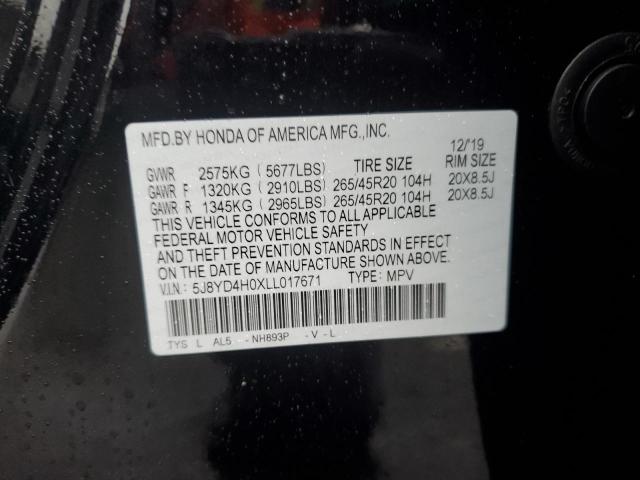 MFD.BY HONDA OF AMERICA MFG.,INC.
12/'19
GVWR 2575KG (5677LBS) TIRE SIZE RIM SIZE
GAWR F 1320KG (2910LBS) 265/45R20 104H 20X8.5J
GAWR R 1345KG (2965LBS) 265/45R20 104H 20X8.5J
THIS VEHICLE CONFORMS TO ALL APPLICABLE
FEDERAL MOTOR VEHICLE SAFETY
AND THEFT PREVENTION STANDARDS IN EFFECT
ON THE DATE OF MANUFACTURE SHOWN ABOVE.
V.I.N.: 5J8YD4H0XLL017671 TYPE: MPV
TYS L AL5 -NH893P -V-L